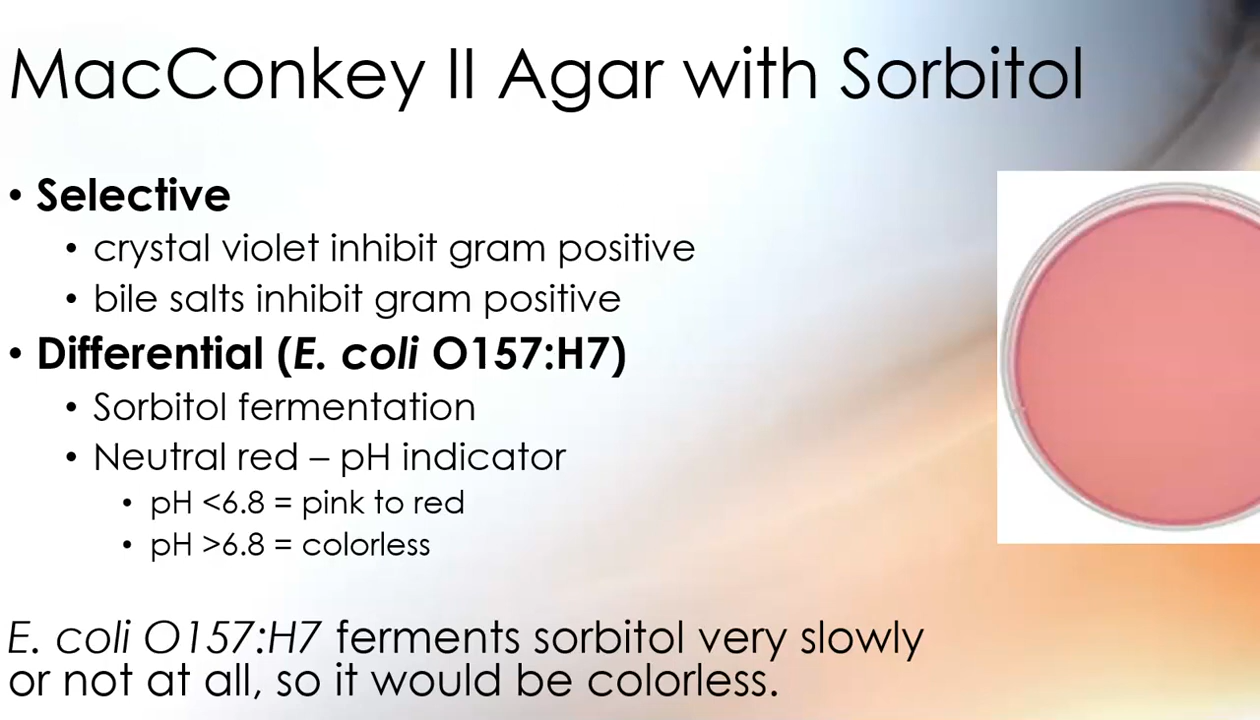 MacConkey II Agar with Sorbitol
• Selective
• crystal violet inhibit gram positive
• bile salts inhibit gram positive
• Differential (E. coli O157:H7)
• Sorbitol fermentation
• Neutral red – pH indicator
• pH <6.8 = pink to red
• pH >6.8 = colorless
E. coli O157:H7 ferments sorbitol very slowly
or not at all, so it would be colorless.